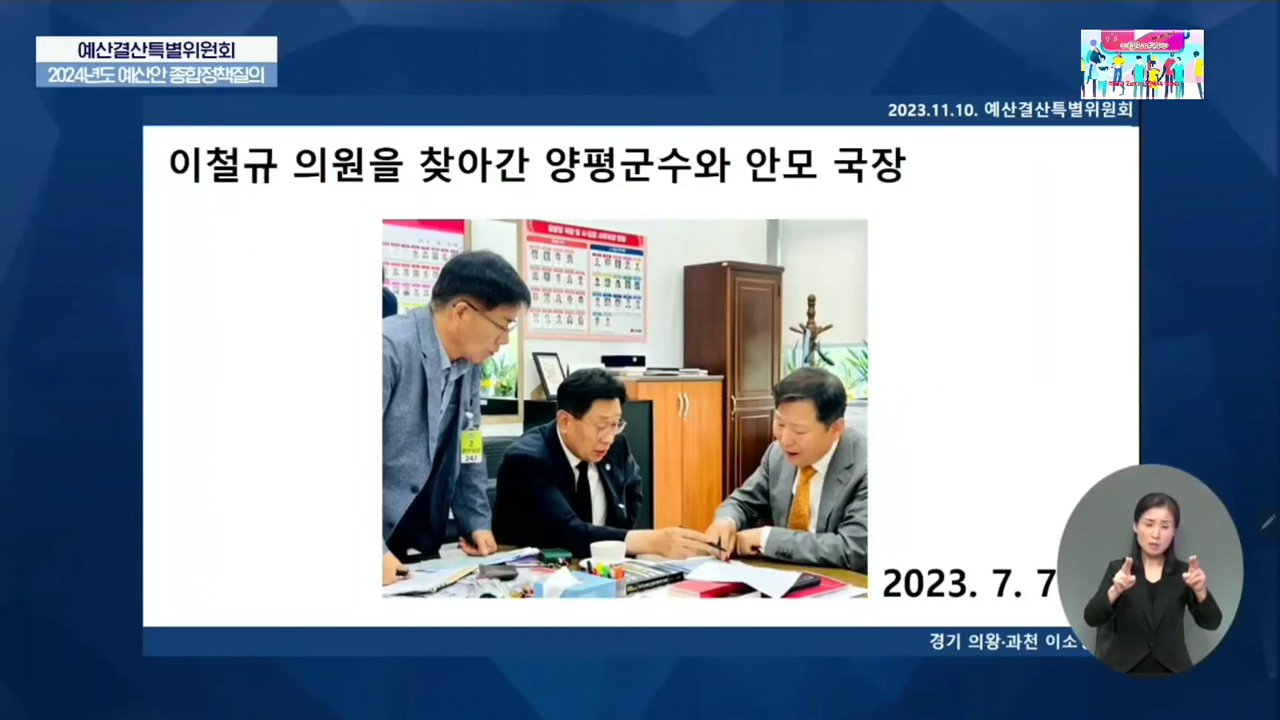 예산결산특별위원회
2024년도 예산안 종합정책질의
2023.11.10. 예산결산특별위원회
이철규 의원을 찾아간 양평군수와 안모 국장
2
347
2023. 7. 7
경기 의왕·과천 이소